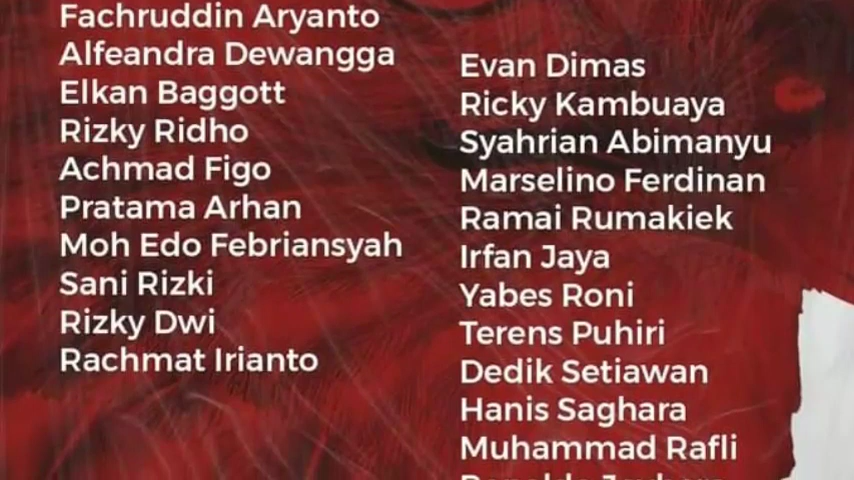 Fachruddin Aryanto
Alfeandra Dewangga
Elkan Baggott
Rizky Ridho
Achmad Figo
Pratama Arhan
Moh Edo Febriansyah
Sani Rizki
Rizky Dwi
Rachmat Irianto
Evan Dimas
Ricky Kambuaya
Syahrian Abimanyu
Marselino Ferdinan
Ramai Rumakiek
Irfan Jaya
Yabes Roni
Terens Puhiri
Dedik Setiawan
Hanis Saghara
Muhammad Rafli